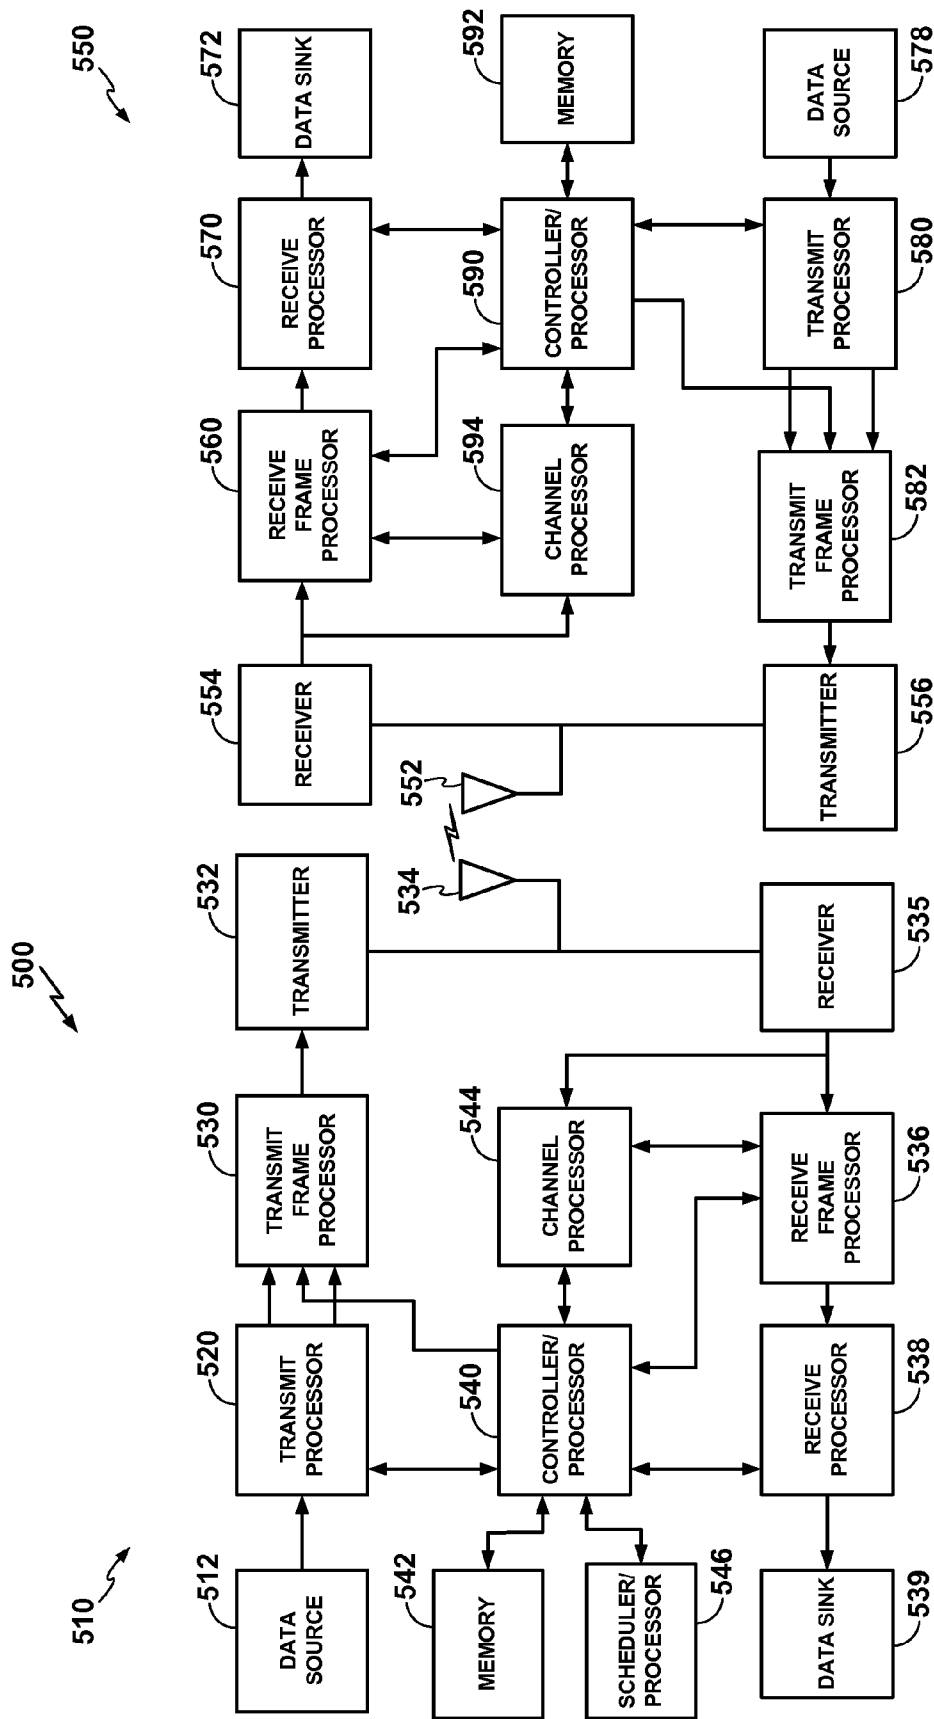 500
510
512
DATA
SOURCE
520
TRANSMIT
PROCESSOR
530
TRANSMIT
FRAME
PROCESSOR
532
TRANSMITTER
534
542
MEMORY
540
CONTROLLER/
PROCESSOR
544
CHANNEL
PROCESSOR
SCHEDULER/
PROCESSOR
546
DATA SINK
539
RECEIVE
PROCESSOR
538
RECEIVE
FRAME
PROCESSOR
536
RECEIVER
535
550
552
554
RECEIVER
560
RECEIVE
FRAME
PROCESSOR
570
RECEIVE
PROCESSOR
572
DATA SINK
594
CHANNEL
PROCESSOR
590
CONTROLLER/
PROCESSOR
592
MEMORY
TRANSMITTER
556
TRANSMIT
FRAME
PROCESSOR
582
TRANSMIT
PROCESSOR
580
DATA
SOURCE
578